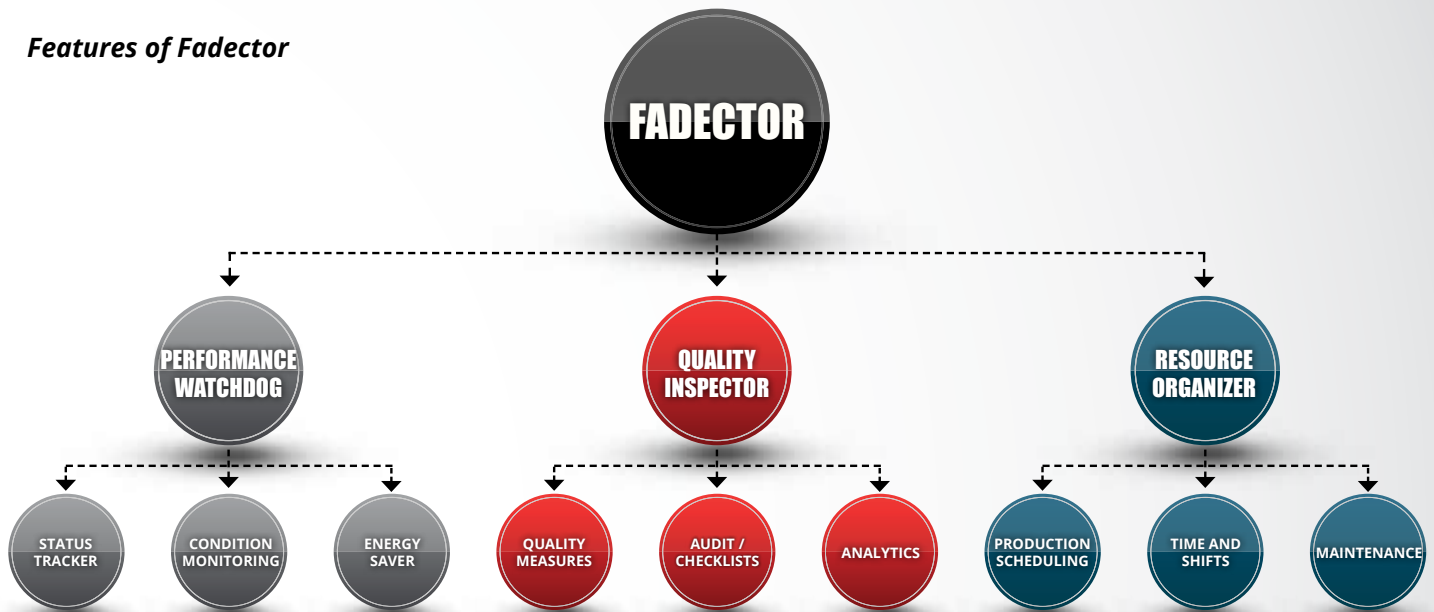 Features of Fadector
FADECTOR
PERFORMANCE
WATCHDOG
QUALITY
INSPECTOR
RESOURCE
ORGANIZER
STATUS
TRACKER
CONDITION
MONITORING
ENERGY
SAVER
QUALITY
MEASURES
AUDIT /
CHECKLISTS
ANALYTICS
PRODUCTION
SCHEDULING
TIME AND
SHIFTS
MAINTENANCE